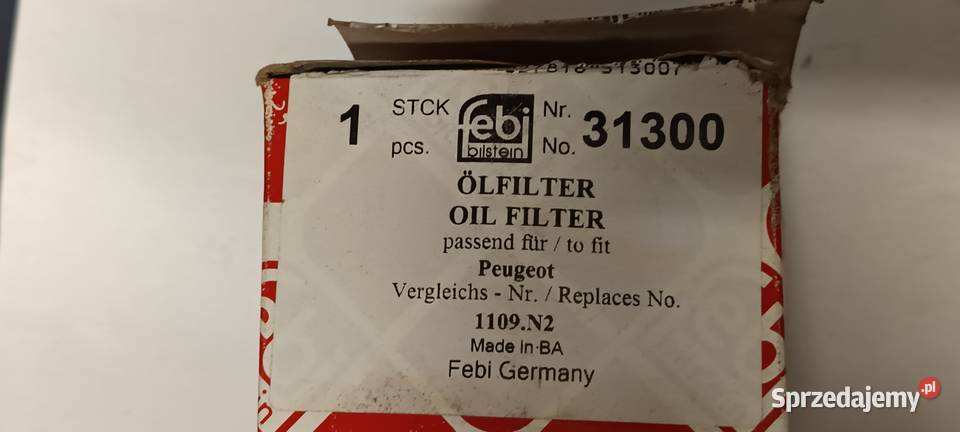 1 STCK pcs. febi bilstein Nr. No. 31300
ÖLFILTER
OIL FILTER
passend für / to fit
Peugeot
Vergleichs - Nr. / Replaces No.
1109.N2
Made In·BA
Febi Germany
Sprzedajemy.pl